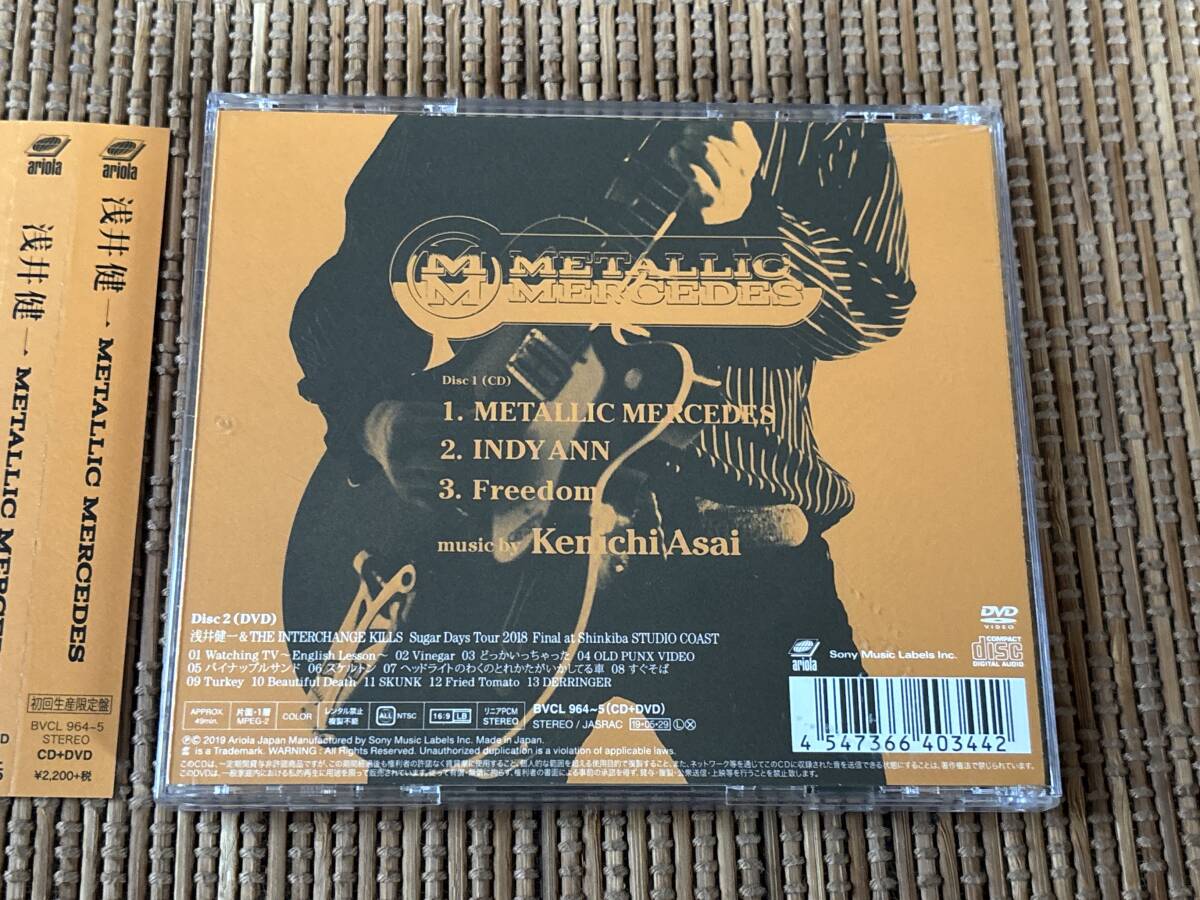 ariola
浅井健一 METALLIC MERCEDES
初回生産限定盤
BVCL 964~5
STEREO
CD+DVD
¥2,200+税
ariola
浅井健一 METALLIC
MM METALLIC
MERCEDES
Disc 1 (CD)
1. METALLIC MERCEDES
2. INDY ANN
3. Freedom
music by Kenichi Asai
Disc 2 (DVD)
浅井健一&THE INTERCHANGE KILLS Sugar Days Tour 2018 Final at Shinkiba STUDIO COAST
01 Watching TV ~English Lesson~ 02 Vinegar 03 どっかいっちゃった 04 OLD PUNX VIDEO
05 パイナップルサンド 06 スケルトン 07 ヘッドライトのわくのとれかたがいかしてる車 08 すぐそば
09 Turkey 10 Beautiful Death 11 SKUNK 12 Fried Tomato 13 DERRINGER
APPROX. 49min.
片面・1層 MPEG-2
COLOR
レンタル禁止 複製不能
ALL NTSC
16:9 LB
リニアPCM STEREO
BVCL 964~5(CD+DVD)
STEREO / JASRAC 19・05・29 Ⓛ Ⓧ
ⓅⒸ 2019 Ariola Japan Manufactured by Sony Music Labels Inc. Made in Japan.
is a Trademark. WARNING : All Rights Reserved. Unauthorized duplication is a violation of applicable laws.
ariola
Sony Music Labels Inc.
DVD VIDEO
COMPACT disc DIGITAL AUDIO
4 547366 403442